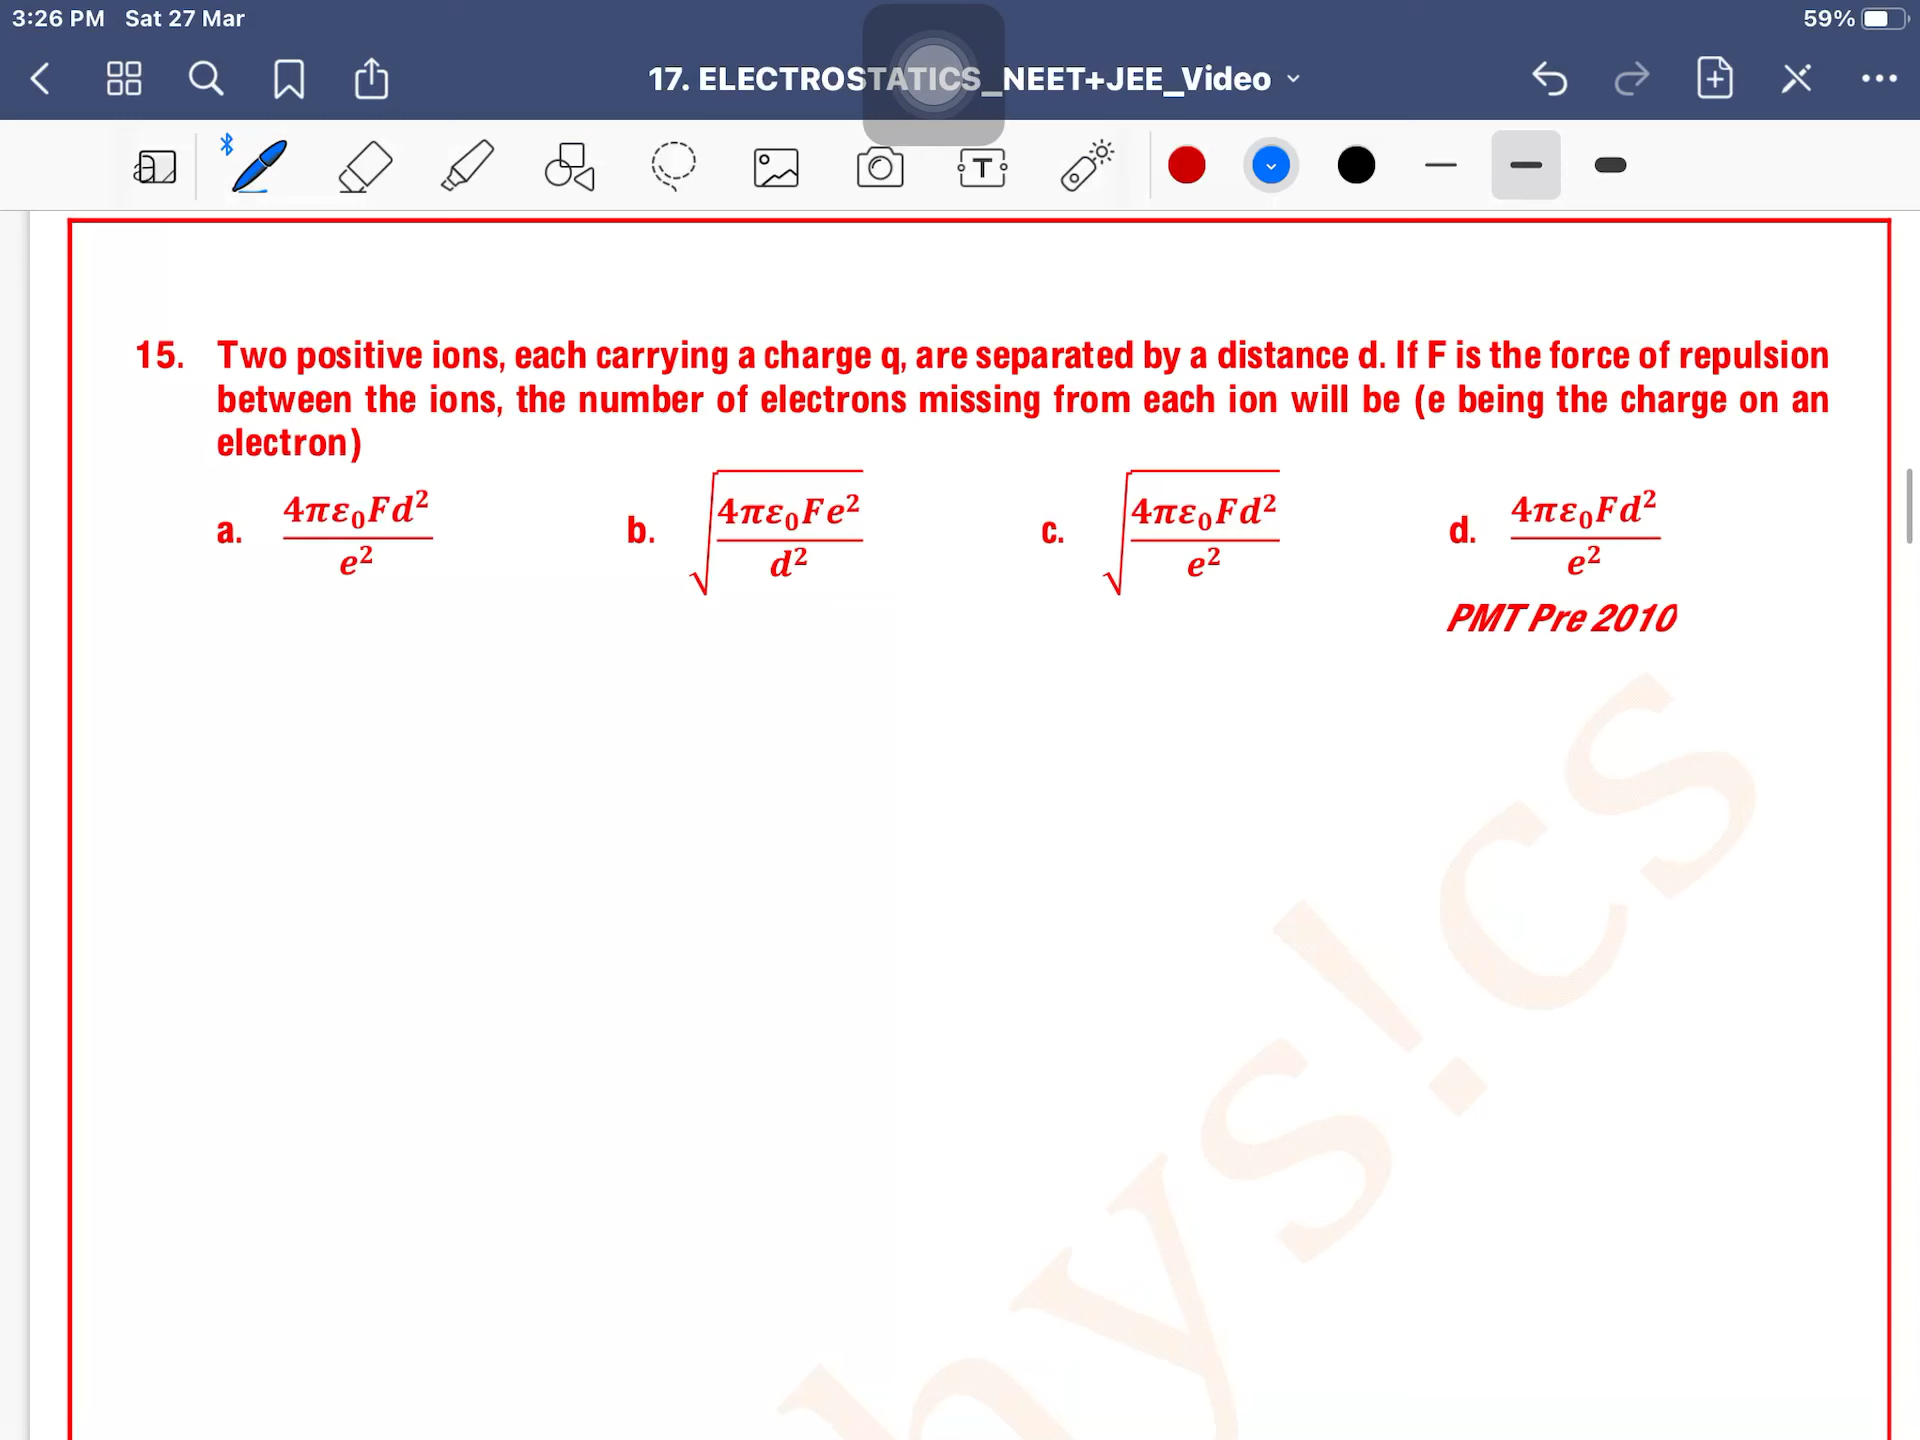 3:26 PM Sat 27 Mar
59%
17. ELECTROSTATICS_NEET+JEE_Video
15. Two positive ions, each carrying a charge q, are separated by a distance d. If F is the force of repulsion
between the ions, the number of electrons missing from each ion will be (e being the charge on an
electron)
a. 4πε₀Fd²/e² b. √(4πε₀Fe²/d²) c. √(4πε₀Fd²/e²) d. 4πε₀Fd²/e²
PMT Pre 2010
hys!cs